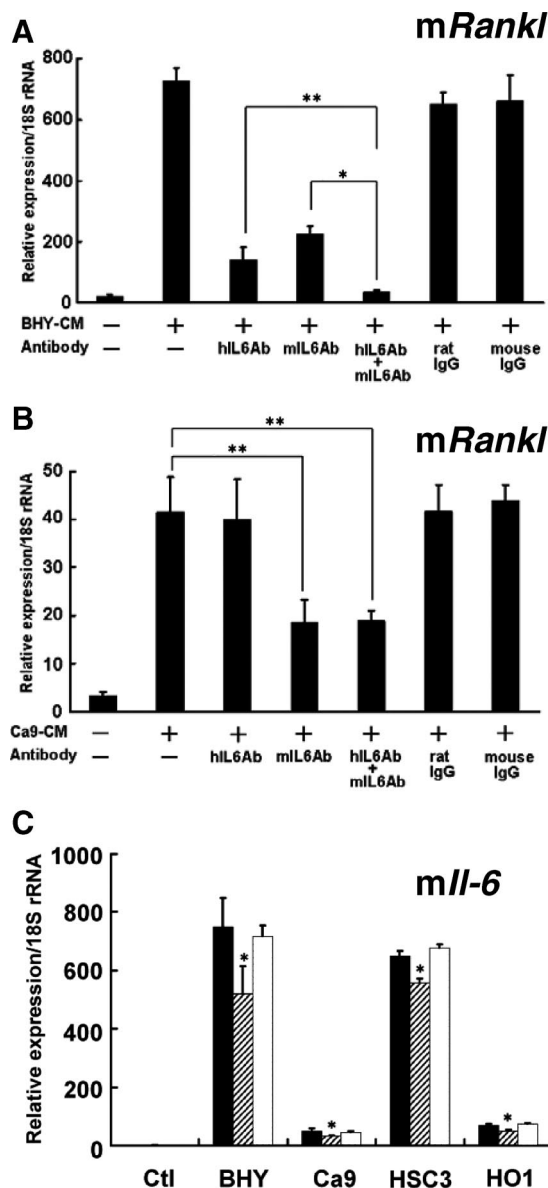 A
mRankl
Relative expression/18S rRNA
800
600
400
200
0
**
*
BHY-CM — + + + + + +
Antibody — — hIL6Ab mIL6Ab hIL6Ab + mIL6Ab rat IgG mouse IgG
B
mRankl
Relative expression/18S rRNA
50
40
30
20
10
0
**
**
Ca9-CM — + + + + + +
Antibody — — hIL6Ab mIL6Ab hIL6Ab + mIL6Ab rat IgG mouse IgG
C
mIl-6
Relative expression/18S rRNA
1000
800
600
400
200
0
* * * *
Ctl BHY Ca9 HSC3 HO1